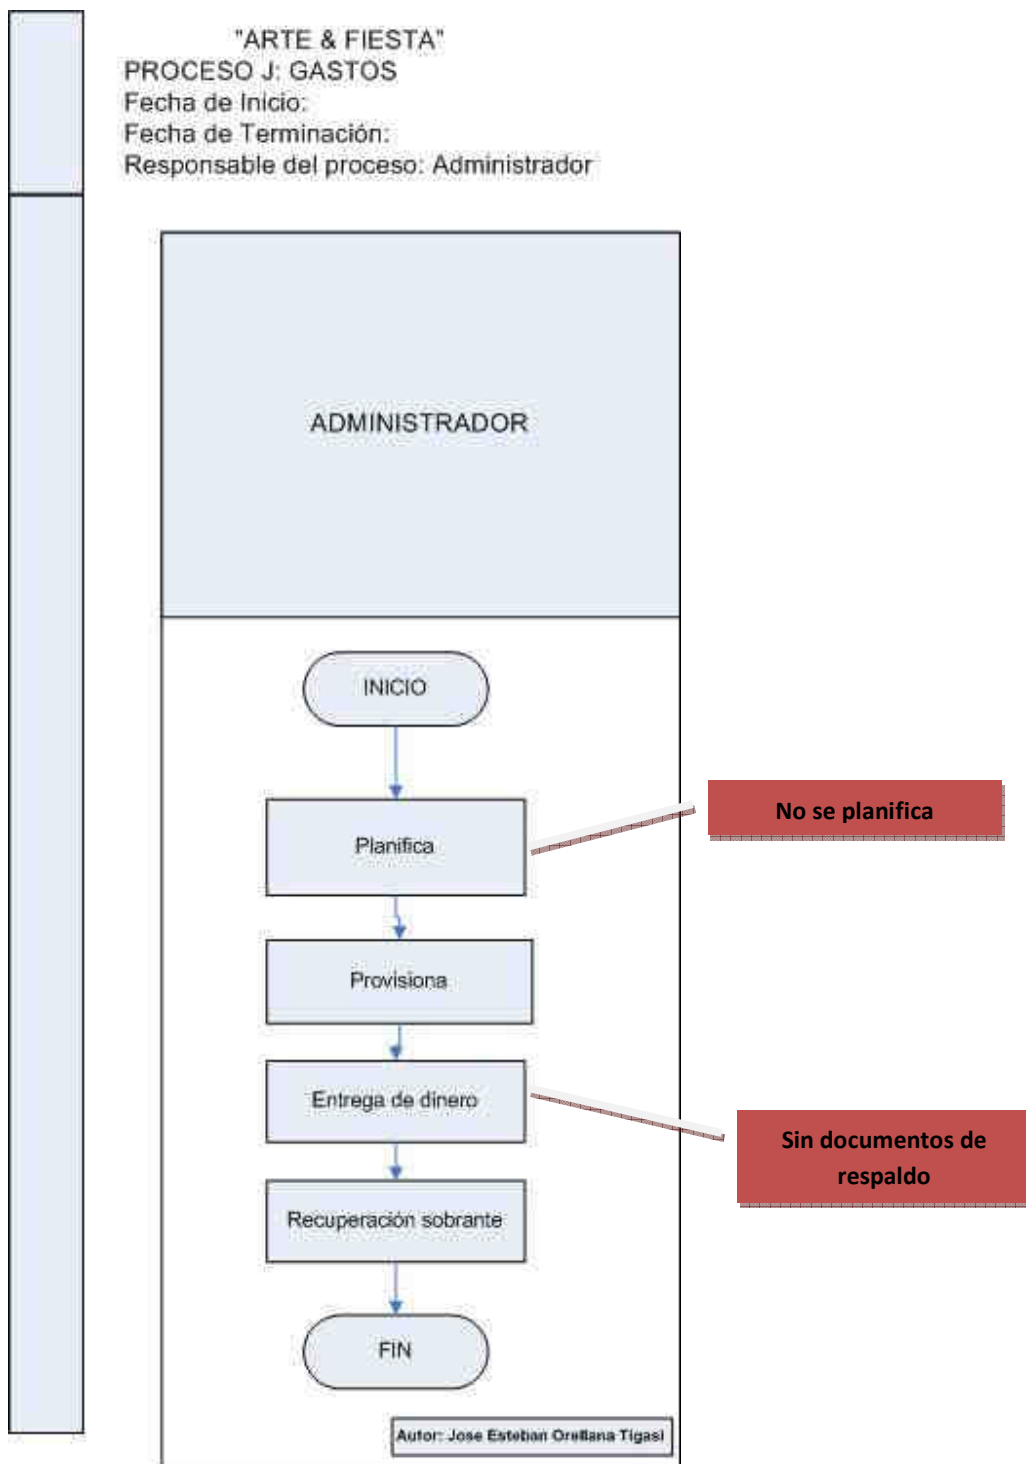 "ARTE & FIESTA"
PROCESO J: GASTOS
Fecha de Inicio:
Fecha de Terminación:
Responsable del proceso: Administrador
ADMINISTRADOR
INICIO
Planifica
No se planifica
Provisiona
Entrega de dinero
Sin documentos de
respaldo
Recuperación sobrante
FIN
Autor: Jose Esteban Orellana Tigasi